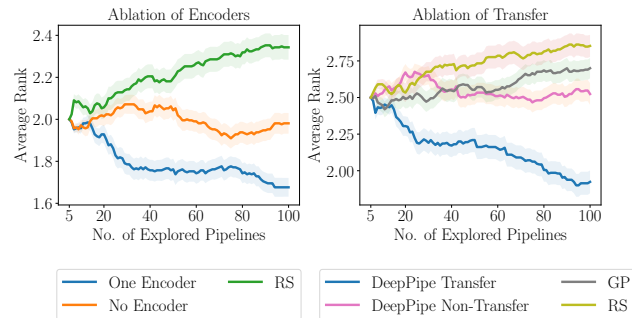 Ablation of Encoders
2.4
2.2
2.0
1.8
1.6
Average Rank
5 20 40 60 80 100
No. of Explored Pipelines
One Encoder
No Encoder
RS
Ablation of Transfer
2.75
2.50
2.25
2.00
Average Rank
5 20 40 60 80 100
No. of Explored Pipelines
DeepPipe Transfer
DeepPipe Non-Transfer
GP
RS